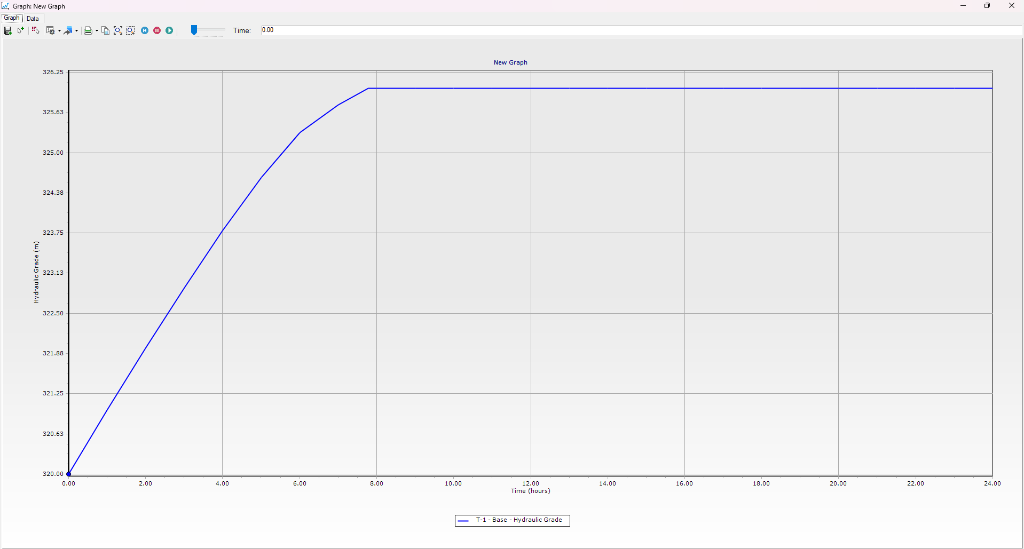 Graph: New Graph
Graph Data
Time: 0.00
New Graph
326.25
325.63
325.00
324.38
323.75
323.13
322.50
321.88
321.25
320.63
320.00
Hydraulic Grade (m)
0.00 2.00 4.00 6.00 8.00 10.00 12.00 14.00 16.00 18.00 20.00 22.00 24.00
Time (hours)
T-1 - Base - Hydraulic Grade